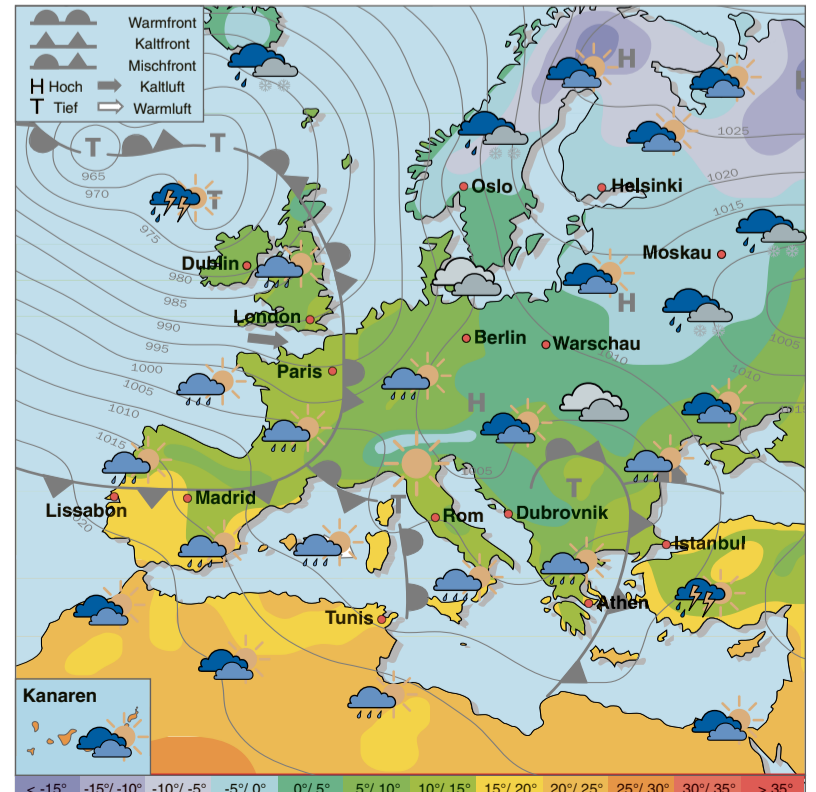 Warmfront
Kaltfront
Mischfront
H Hoch Kaltluft
T Tief Warmluft
H
H
T
T
1025
965
970
1020
Oslo
Helsinki
T
1015
975
Moskau
Dublin
980
985
H
London
990
Berlin
Warschau
995
1010
1005
1000
Paris
1010
1005
H
1010
1015
1005
T
Madrid
T
Lissabon
Rom
Dubrovnik
1020
Istanbul
Athen
Tunis
Kanaren
< -15° -15°/ -10° -10°/ -5° -5°/ 0° 0°/ 5° 5°/ 10° 10°/ 15° 15°/ 20° 20°/ 25° 25°/ 30° 30°/ 35° > 35°